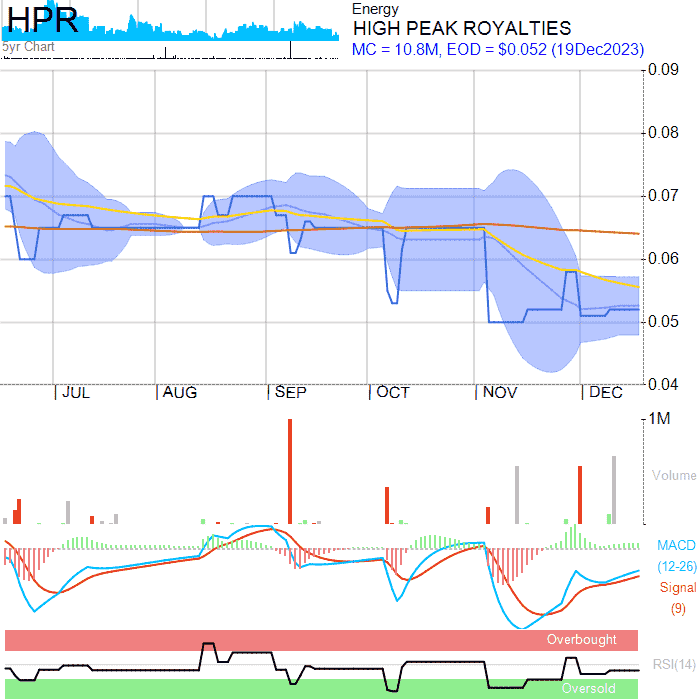 HPR
5yr Chart
Energy
HIGH PEAK ROYALTIES
MC = 10.8M, EOD = $0.052 (19Dec2023)
0.09
0.08
0.07
0.06
0.05
0.04
JUL AUG SEP OCT NOV DEC
1M
Volume
MACD
(12-26)
Signal
(9)
Overbought
RSI(14)
Oversold